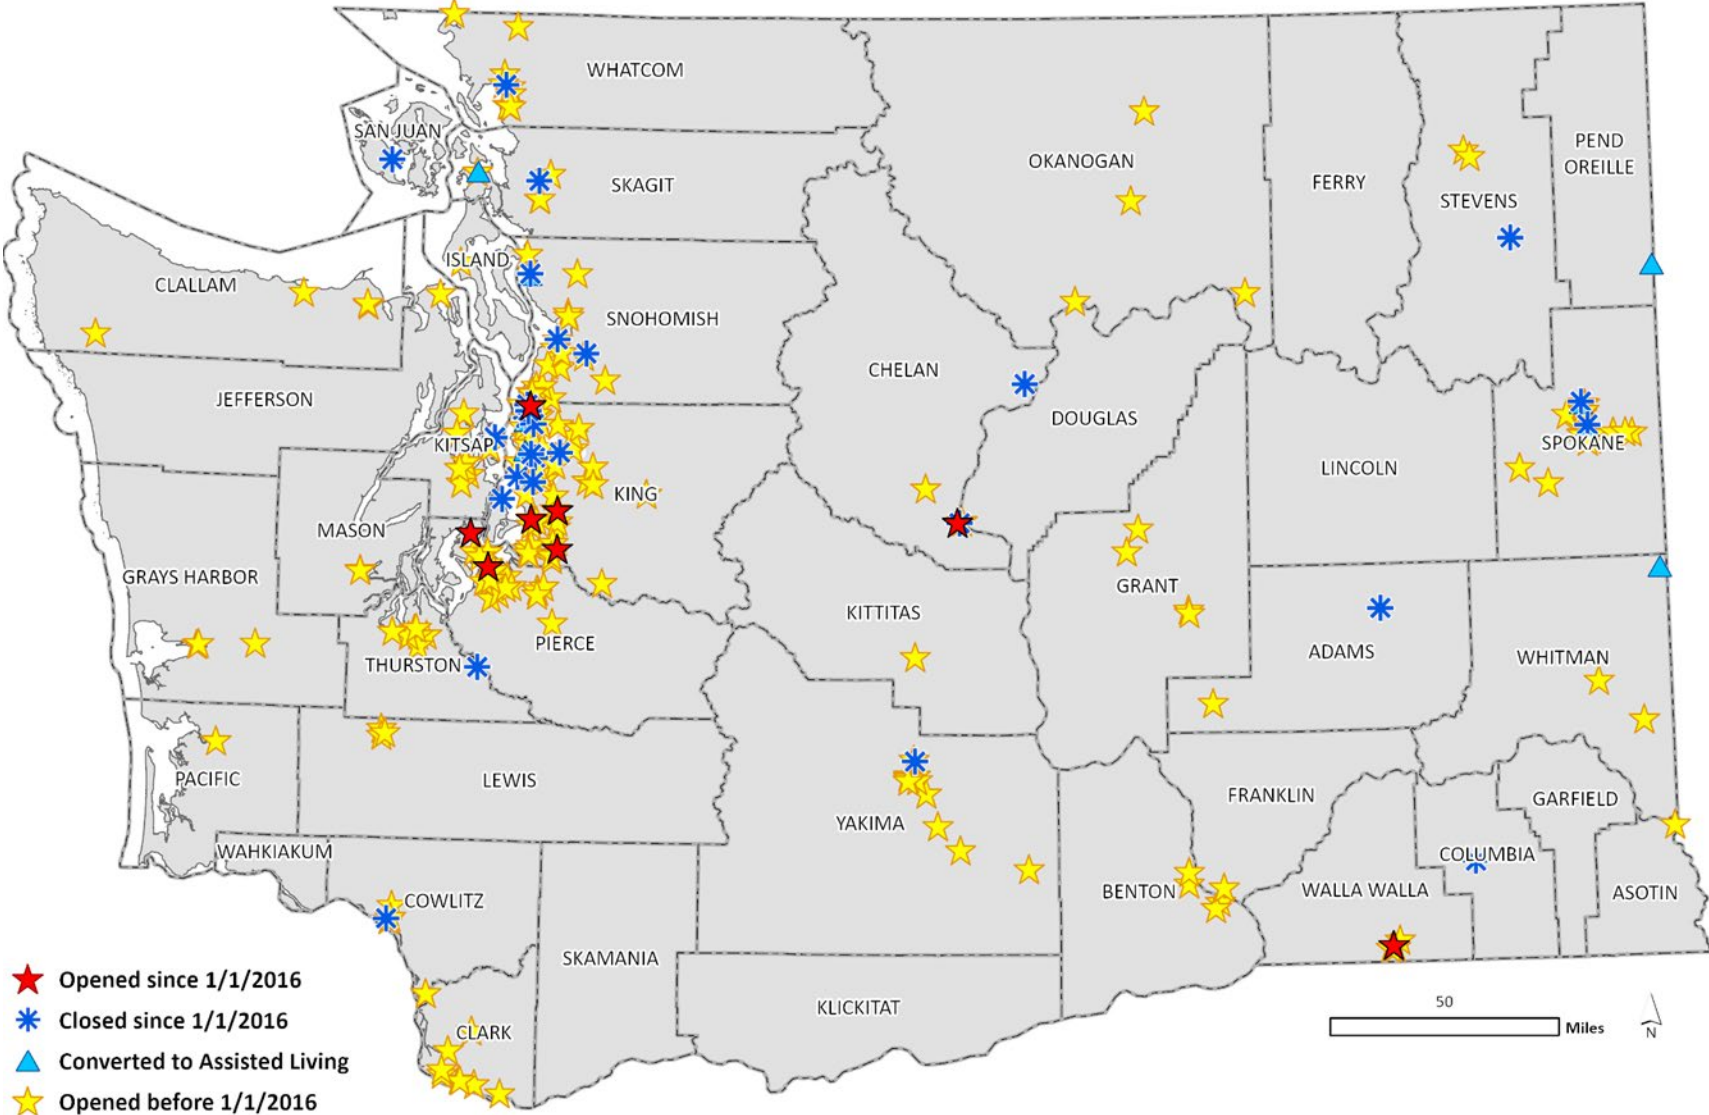 WHATCOM
SAN JUAN
SKAGIT
OKANOGAN
FERRY
PEND
OREILLE
STEVENS
ISLAND
CLALLAM
SNOHOMISH
CHELAN
JEFFERSON
DOUGLAS
KITSAP
SPOKANE
LINCOLN
KING
MASON
GRAYS HARBOR
GRANT
KITTITAS
PIERCE
ADAMS
WHITMAN
THURSTON
PACIFIC
LEWIS
FRANKLIN
GARFIELD
YAKIMA
WAHKIAKUM
COLUMBIA
BENTON
WALLA WALLA
ASOTIN
COWLITZ
SKAMANIA
KLICKITAT
CLARK
Opened since 1/1/2016
Closed since 1/1/2016
Converted to Assisted Living
Opened before 1/1/2016
50
Miles
N